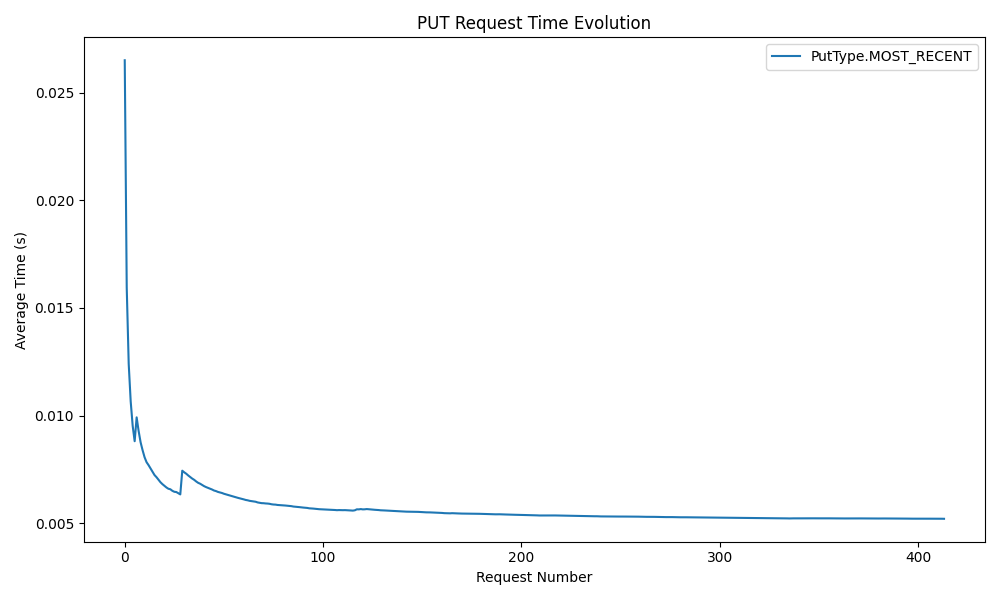 PUT Request Time Evolution
PutType.MOST_RECENT
Average Time (s)
0.025
0.020
0.015
0.010
0.005
0 100 200 300 400
Request Number